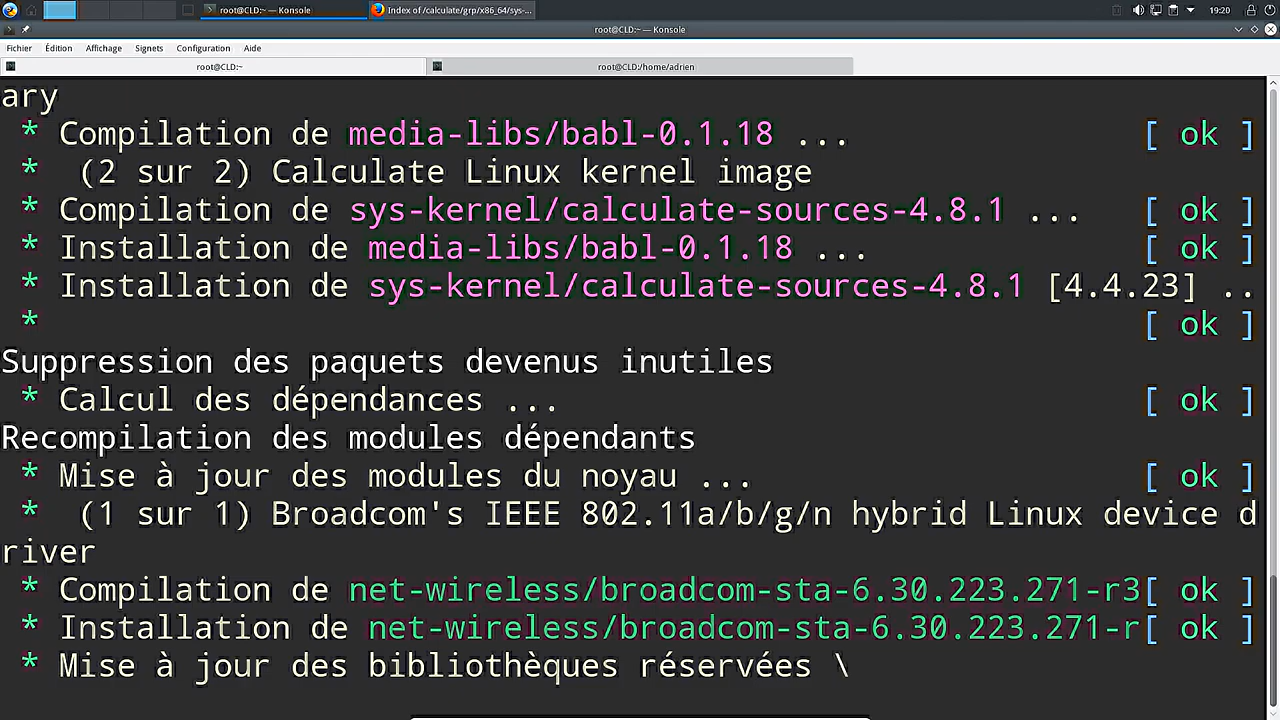 root@CLD:~ — Konsole
Index of /calculate/grp/x86_64/sys-...
19:20
root@CLD:~ — Konsole
Fichier Édition Affichage Signets Configuration Aide
root@CLD:~
root@CLD:/home/adrien
ary
* Compilation de media-libs/babl-0.1.18 ... [ ok ]
* (2 sur 2) Calculate Linux kernel image
* Compilation de sys-kernel/calculate-sources-4.8.1 ... [ ok ]
* Installation de media-libs/babl-0.1.18 ... [ ok ]
* Installation de sys-kernel/calculate-sources-4.8.1 [4.4.23] ..
* [ ok ]
Suppression des paquets devenus inutiles
* Calcul des dépendances ... [ ok ]
Recompilation des modules dépendants
* Mise à jour des modules du noyau ... [ ok ]
* (1 sur 1) Broadcom's IEEE 802.11a/b/g/n hybrid Linux device d
river
* Compilation de net-wireless/broadcom-sta-6.30.223.271-r3[ ok ]
* Installation de net-wireless/broadcom-sta-6.30.223.271-r[ ok ]
* Mise à jour des bibliothèques réservées \